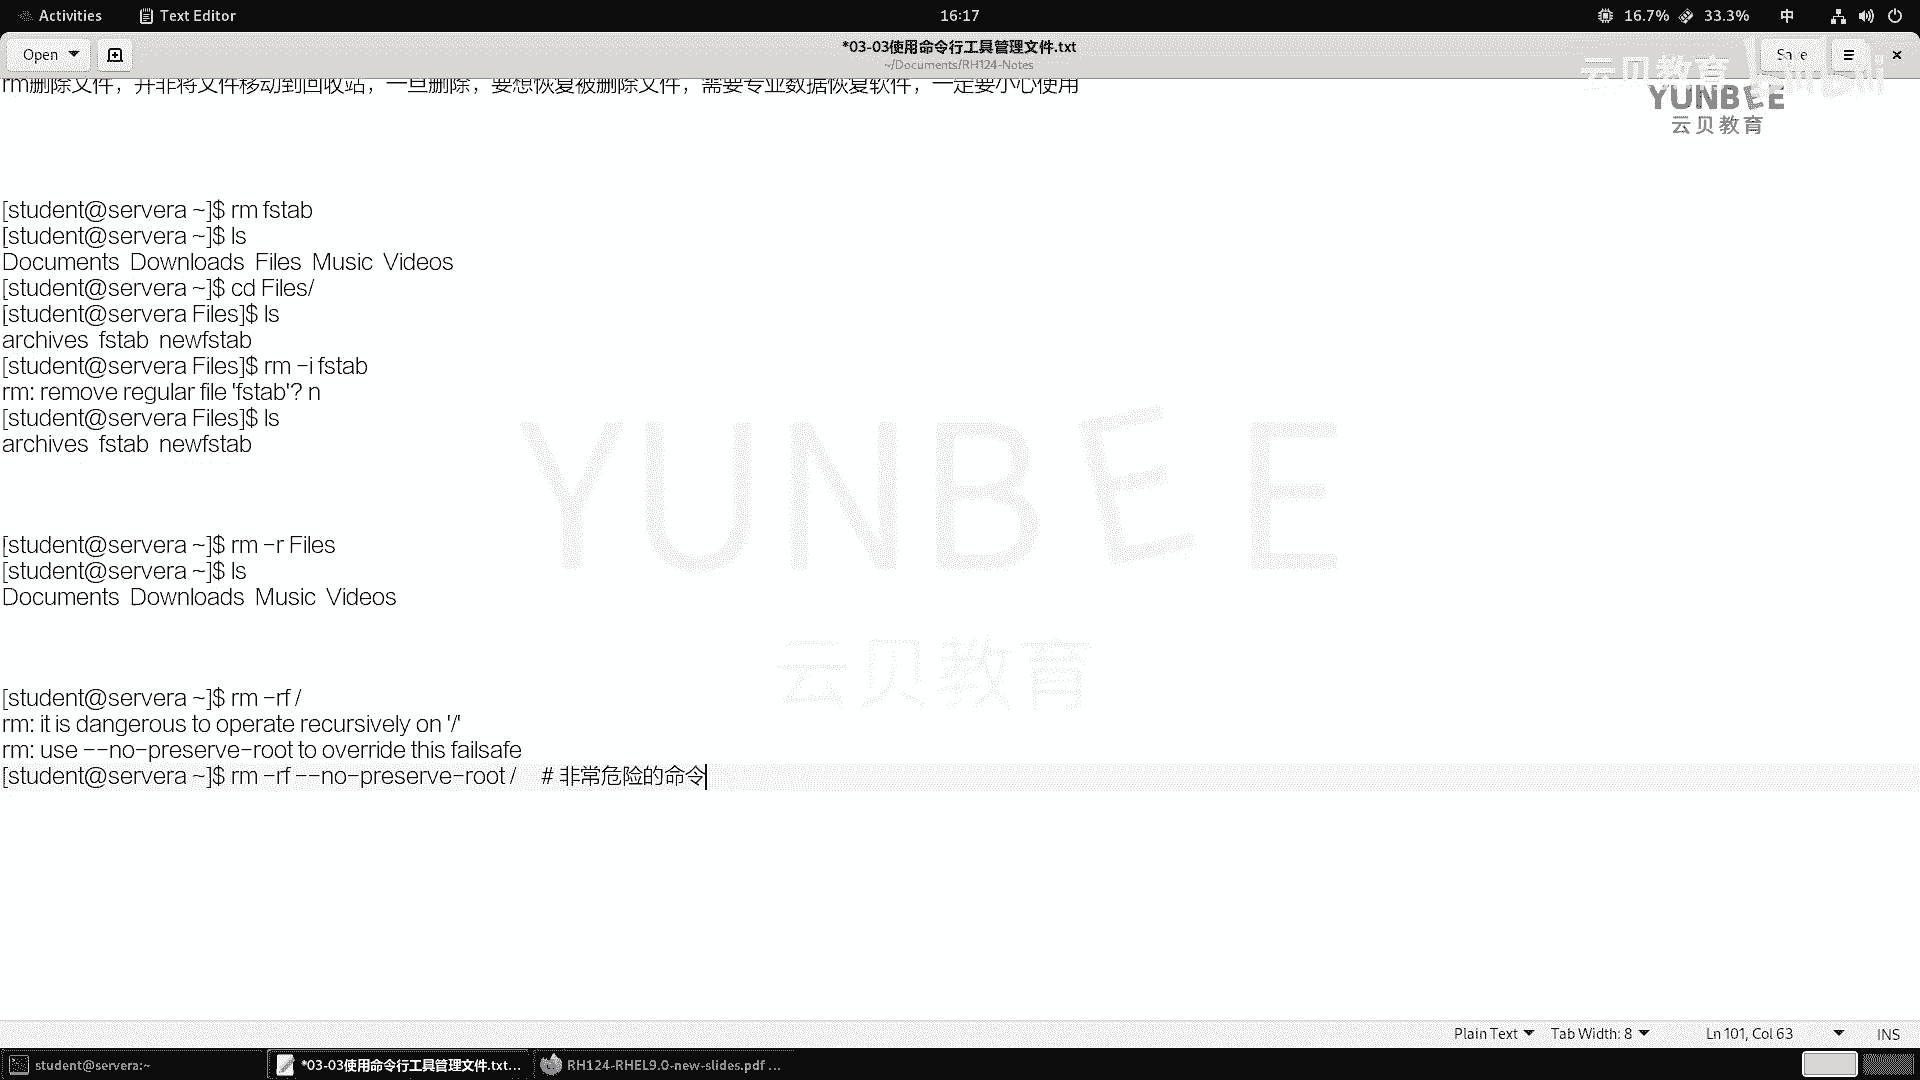 Activities Text Editor 16:17 16.7% 33.3% 中
Open *03-03使用命令行工具管理文件.txt Save
~/Documents/RH124-Notes
云贝教育 bilibili
YUNBEE
云贝教育
rm删除文件，并非将文件移动到回收站，一旦删除，要想恢复被删除文件，需要专业数据恢复软件，一定要小心使用
[student@servera ~]$ rm fstab
[student@servera ~]$ ls
Documents Downloads Files Music Videos
[student@servera ~]$ cd Files/
[student@servera Files]$ ls
archives fstab newfstab
[student@servera Files]$ rm -i fstab
rm: remove regular file 'fstab'? n
[student@servera Files]$ ls
archives fstab newfstab
YUNBEE
[student@servera ~]$ rm -r Files
[student@servera ~]$ ls
Documents Downloads Music Videos
云贝教育
[student@servera ~]$ rm -rf /
rm: it is dangerous to operate recursively on '/'
rm: use --no-preserve-root to override this failsafe
[student@servera ~]$ rm -rf --no-preserve-root / # 非常危险的命令
Plain Text Tab Width: 8 Ln 101, Col 63 INS
student@servera:~ *03-03使用命令行工具管理文件.txt... RH124-RHEL9.0-new-slides.pdf ...